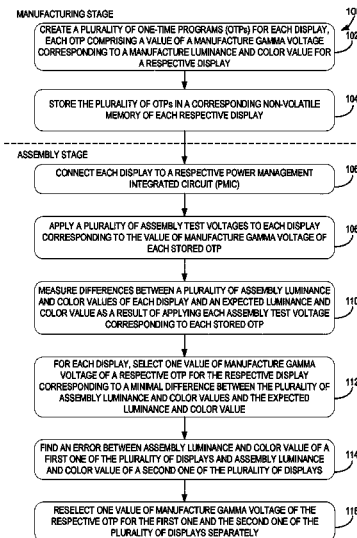 MANUFACTURING STAGE
CREATE A PLURALITY OF ONE-TIME PROGRAMS (OTPs) FOR EACH DISPLAY,
EACH OTP COMPRISING A VALUE OF A MANUFACTURE GAMMA VOLTAGE
CORRESPONDING TO A MANUFACTURE LUMINANCE AND COLOR VALUE FOR
A RESPECTIVE DISPLAY
102
STORE THE PLURALITY OF OTPs IN A CORRESPONDING NON-VOLATILE
MEMORY OF EACH RESPECTIVE DISPLAY
104
ASSEMBLY STAGE
CONNECT EACH DISPLAY TO A RESPECTIVE POWER MANAGEMENT
INTEGRATED CIRCUIT (PMIC)
APPLY A PLURALITY OF ASSEMBLY TEST VOLTAGES TO EACH DISPLAY
CORRESPONDING TO THE VALUE OF MANUFACTURE GAMMA VOLTAGE OF
EACH STORED OTP
MEASURE DIFFERENCES BETWEEN A PLURALITY OF ASSEMBLY LUMINANCE
AND COLOR VALUES OF EACH DISPLAY AND AN EXPECTED LUMINANCE AND
COLOR VALUE AS A RESULT OF APPLYING EACH ASSEMBLY TEST VOLTAGE
CORRESPONDING TO EACH STORED OTP
110
FOR EACH DISPLAY, SELECT ONE VALUE OF MANUFACTURE GAMMA
VOLTAGE OF A RESPECTIVE OTP FOR THE RESPECTIVE DISPLAY
CORRESPONDING TO A MINIMAL DIFFERENCE BETWEEN THE PLURALITY OF
ASSEMBLY LUMINANCE AND COLOR VALUES AND THE EXPECTED
LUMINANCE AND COLOR VALUE
112
FIND AN ERROR BETWEEN ASSEMBLY LUMINANCE AND COLOR VALUE OF A
FIRST ONE OF THE PLURALITY OF DISPLAYS AND ASSEMBLY LUMINANCE
AND COLOR VALUE OF A SECOND ONE OF THE PLURALITY OF DISPLAYS
114
RESELECT ONE VALUE OF MANUFACTURE GAMMA VOLTAGE OF THE
RESPECTIVE OTP FOR THE FIRST ONE AND THE SECOND ONE OF THE
PLURALITY OF DISPLAYS SEPARATELY